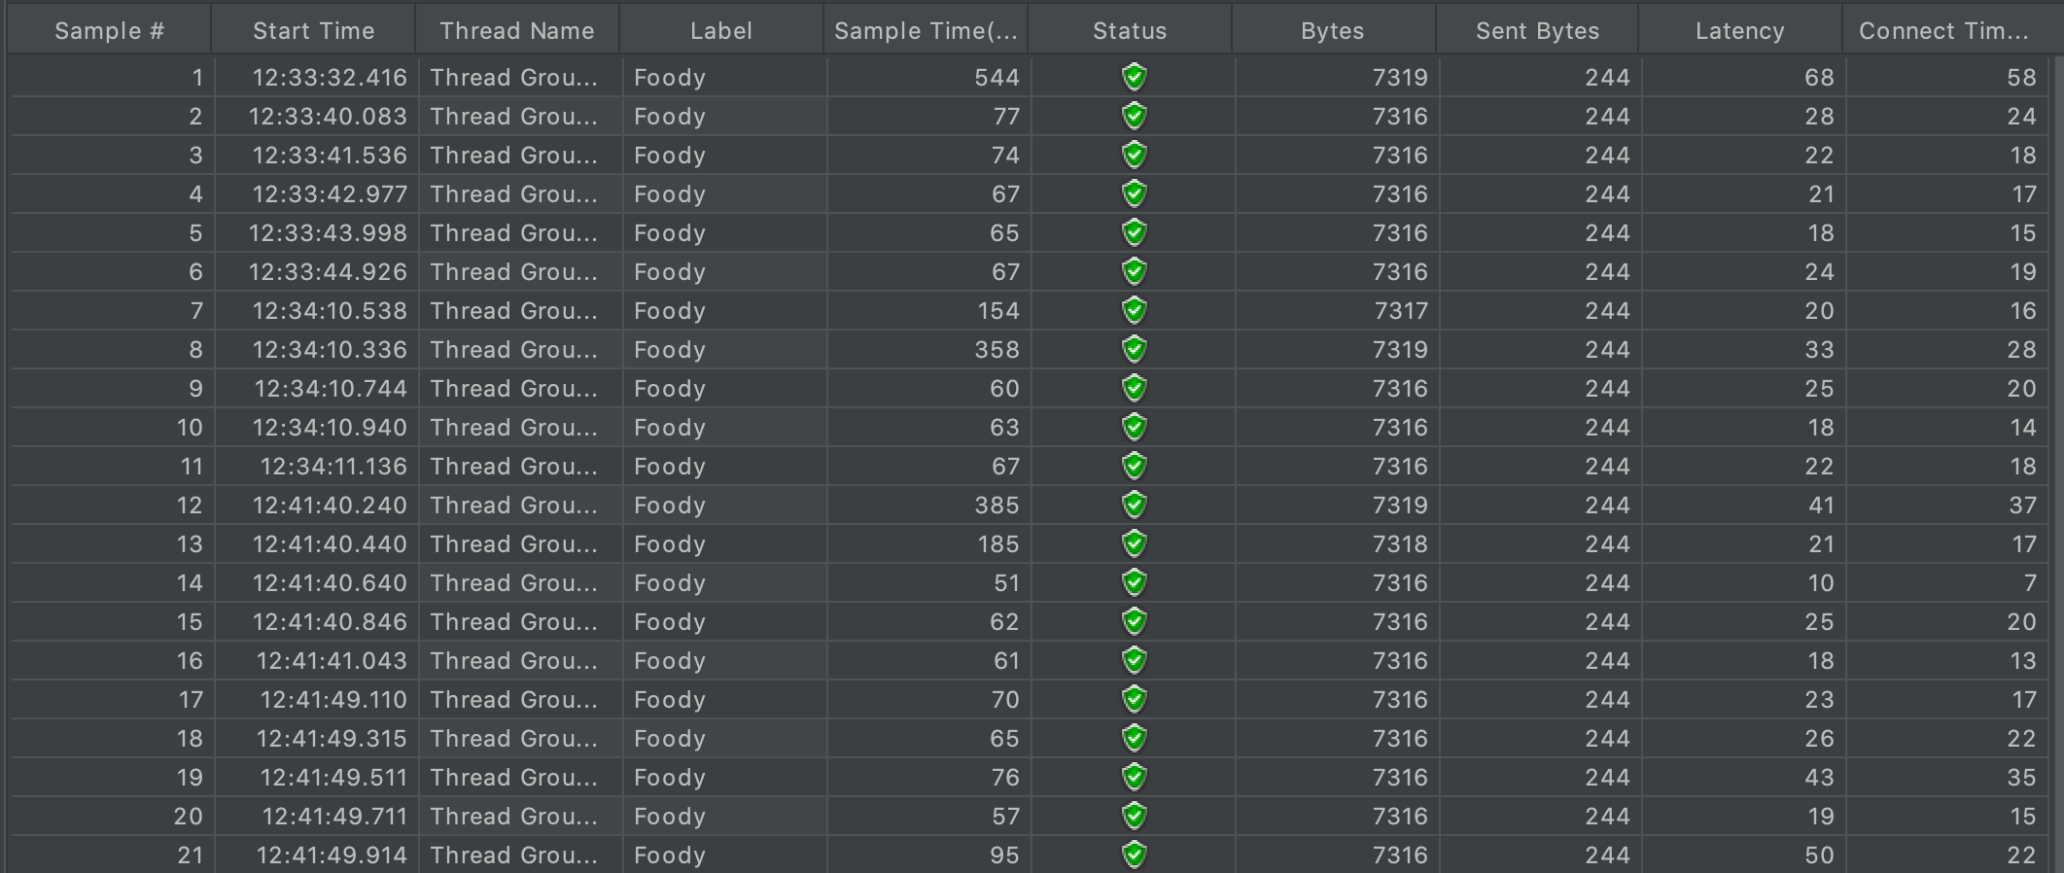 Sample # Start Time Thread Name Label Sample Time(... Status Bytes Sent Bytes Latency Connect Tim...
1 12:33:32.416 Thread Grou... Foody 544 7319 244 68 58
2 12:33:40.083 Thread Grou... Foody 77 7316 244 28 24
3 12:33:41.536 Thread Grou... Foody 74 7316 244 22 18
4 12:33:42.977 Thread Grou... Foody 67 7316 244 21 17
5 12:33:43.998 Thread Grou... Foody 65 7316 244 18 15
6 12:33:44.926 Thread Grou... Foody 67 7316 244 24 19
7 12:34:10.538 Thread Grou... Foody 154 7317 244 20 16
8 12:34:10.336 Thread Grou... Foody 358 7319 244 33 28
9 12:34:10.744 Thread Grou... Foody 60 7316 244 25 20
10 12:34:10.940 Thread Grou... Foody 63 7316 244 18 14
11 12:34:11.136 Thread Grou... Foody 67 7316 244 22 18
12 12:41:40.240 Thread Grou... Foody 385 7319 244 41 37
13 12:41:40.440 Thread Grou... Foody 185 7318 244 21 17
14 12:41:40.640 Thread Grou... Foody 51 7316 244 10 7
15 12:41:40.846 Thread Grou... Foody 62 7316 244 25 20
16 12:41:41.043 Thread Grou... Foody 61 7316 244 18 13
17 12:41:49.110 Thread Grou... Foody 70 7316 244 23 17
18 12:41:49.315 Thread Grou... Foody 65 7316 244 26 22
19 12:41:49.511 Thread Grou... Foody 76 7316 244 43 35
20 12:41:49.711 Thread Grou... Foody 57 7316 244 19 15
21 12:41:49.914 Thread Grou... Foody 95 7316 244 50 22